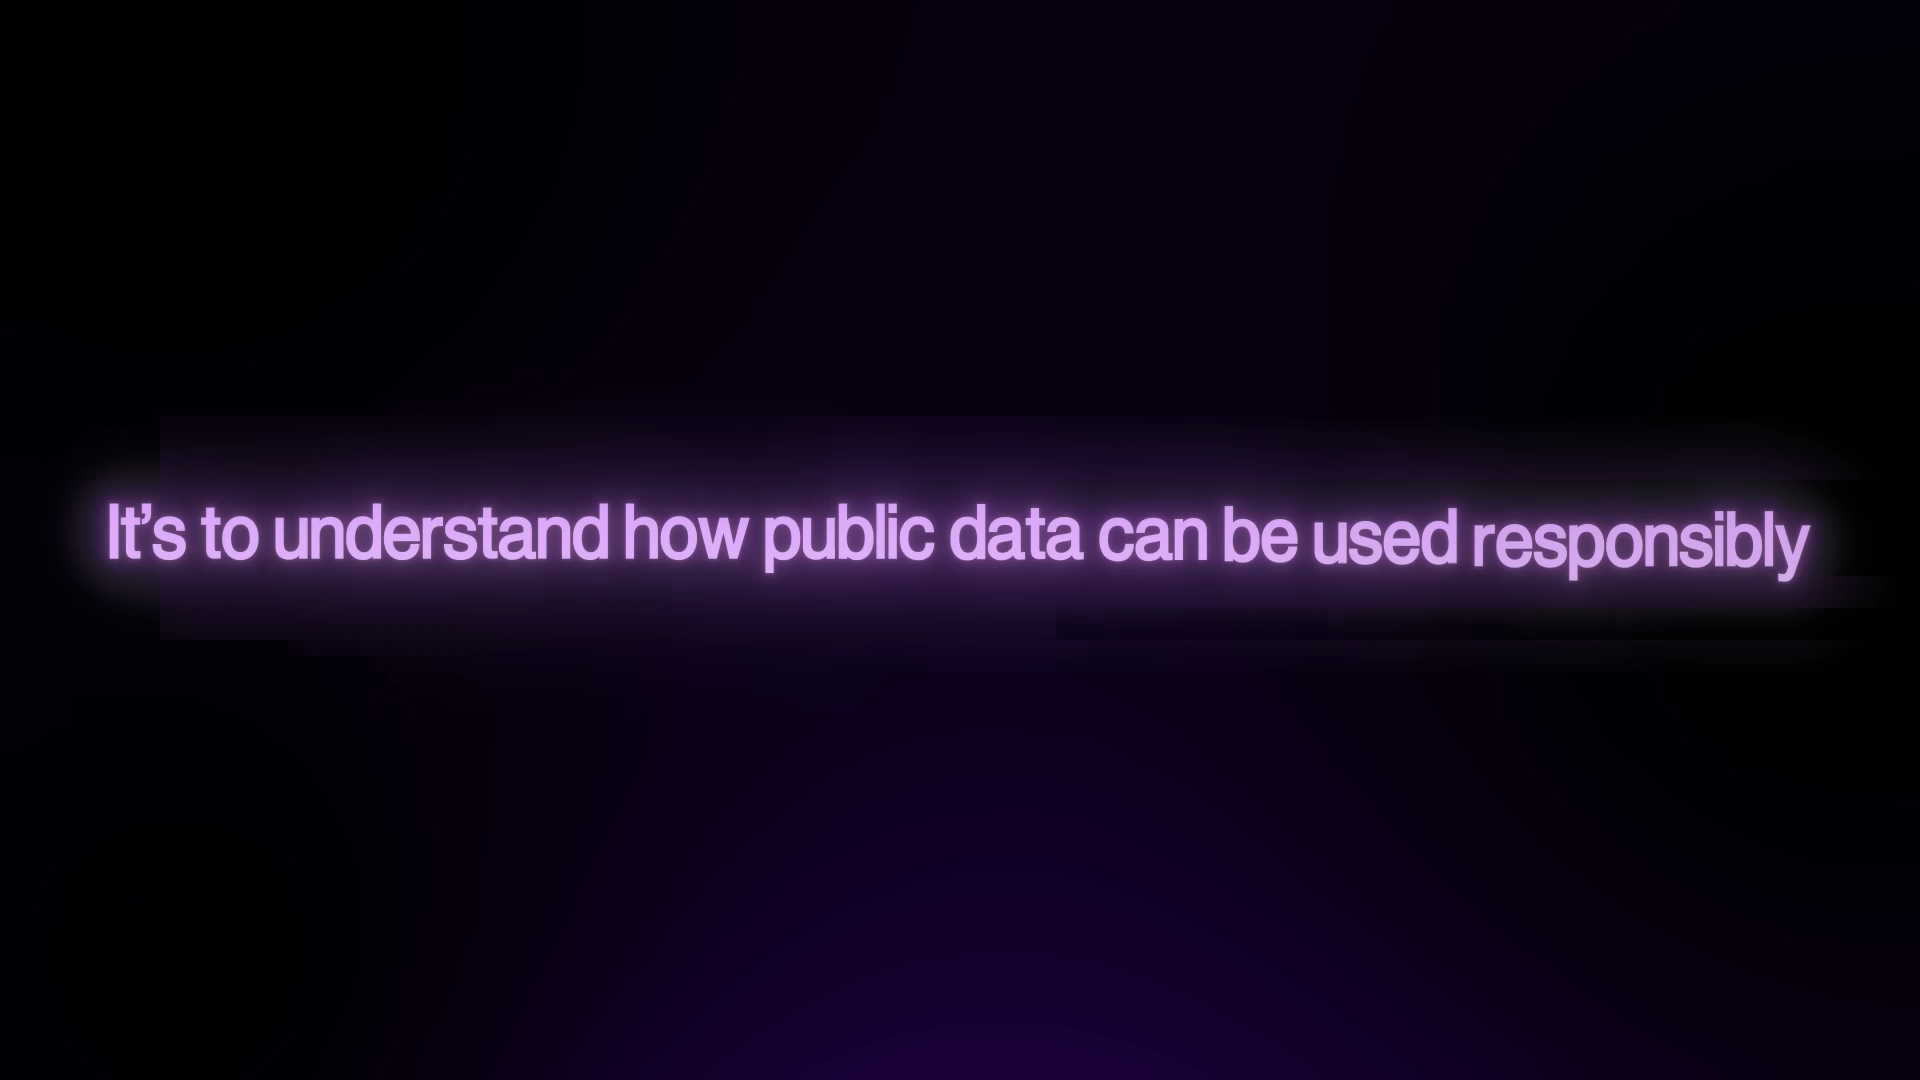 It’s to understand how public data can be used responsibly